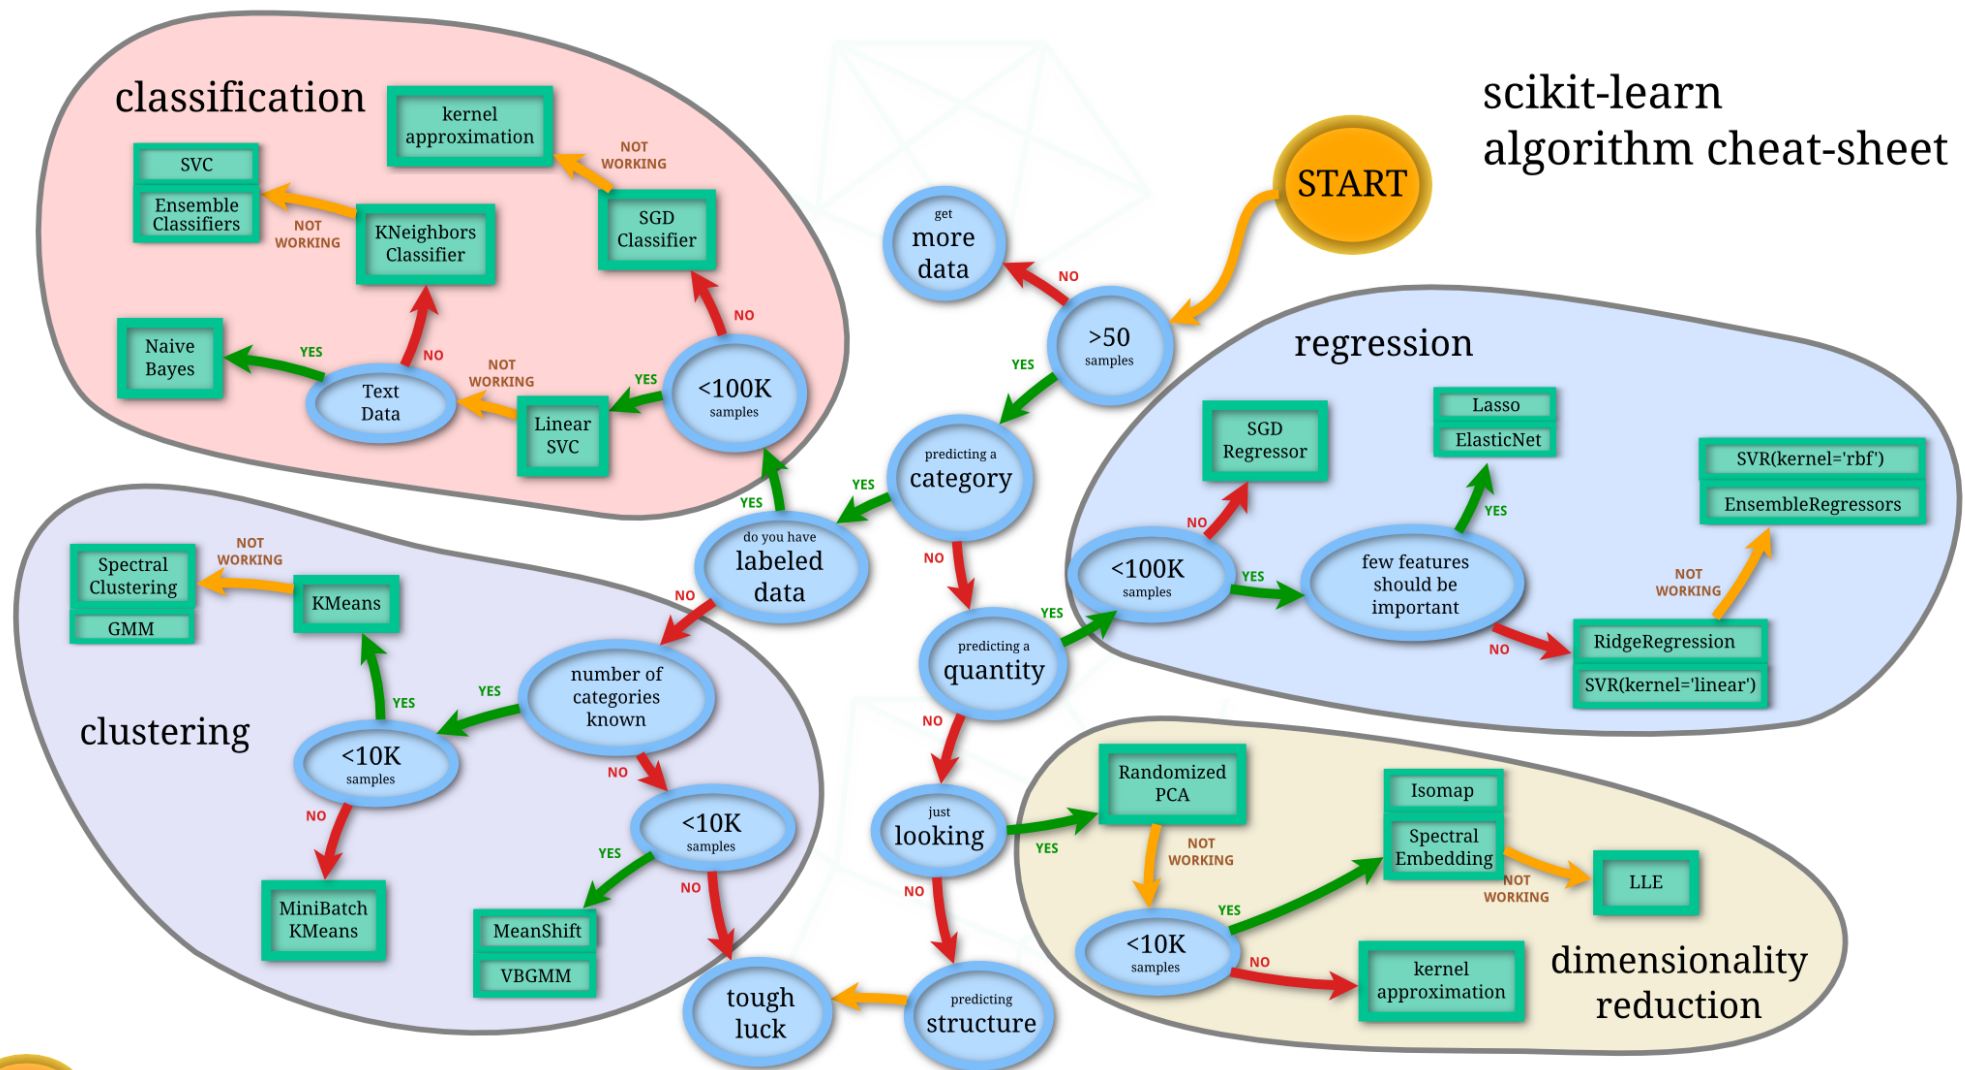 scikit-learn
algorithm cheat-sheet
START
>50
samples
NO
get
more
data
YES
predicting a
category
YES
do you have
labeled
data
YES
NO
NO
predicting a
quantity
YES
NO
just
looking
YES
NO
predicting
structure
tough
luck
classification
kernel
approximation
NOT
WORKING
SGD
Classifier
NO
<100K
samples
YES
Linear
SVC
NOT
WORKING
Text
Data
YES
Naive
Bayes
NO
KNeighbors
Classifier
NOT
WORKING
SVC
Ensemble
Classifiers
regression
<100K
samples
NO
SGD
Regressor
YES
few features
should be
important
YES
Lasso
ElasticNet
NO
RidgeRegression
SVR(kernel='linear')
NOT
WORKING
SVR(kernel='rbf')
EnsembleRegressors
clustering
number of
categories
known
YES
<10K
samples
YES
KMeans
NOT
WORKING
Spectral
Clustering
GMM
NO
MiniBatch
KMeans
NO
<10K
samples
YES
MeanShift
VBGMM
NO
dimensionality
reduction
Randomized
PCA
NOT
WORKING
<10K
samples
YES
Isomap
Spectral
Embedding
NOT
WORKING
LLE
NO
kernel
approximation